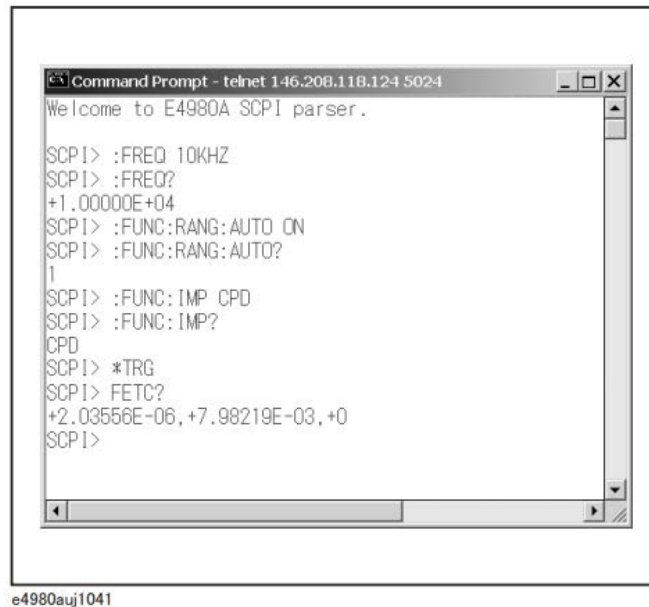 Command Prompt - telnet 146.208.118.124 5024
Welcome to E4980A SCPI parser.
SCPI> :FREQ 10KHZ
SCPI> :FREQ?
+1.00000E+04
SCPI> :FUNC:RANG:AUTO ON
SCPI> :FUNC:RANG:AUTO?
1
SCPI> :FUNC:IMP CPD
SCPI> :FUNC:IMP?
CPD
SCPI> *TRG
SCPI> FETC?
+2.03556E-06,+7.98219E-03,+0
SCPI>
e4980auj1041